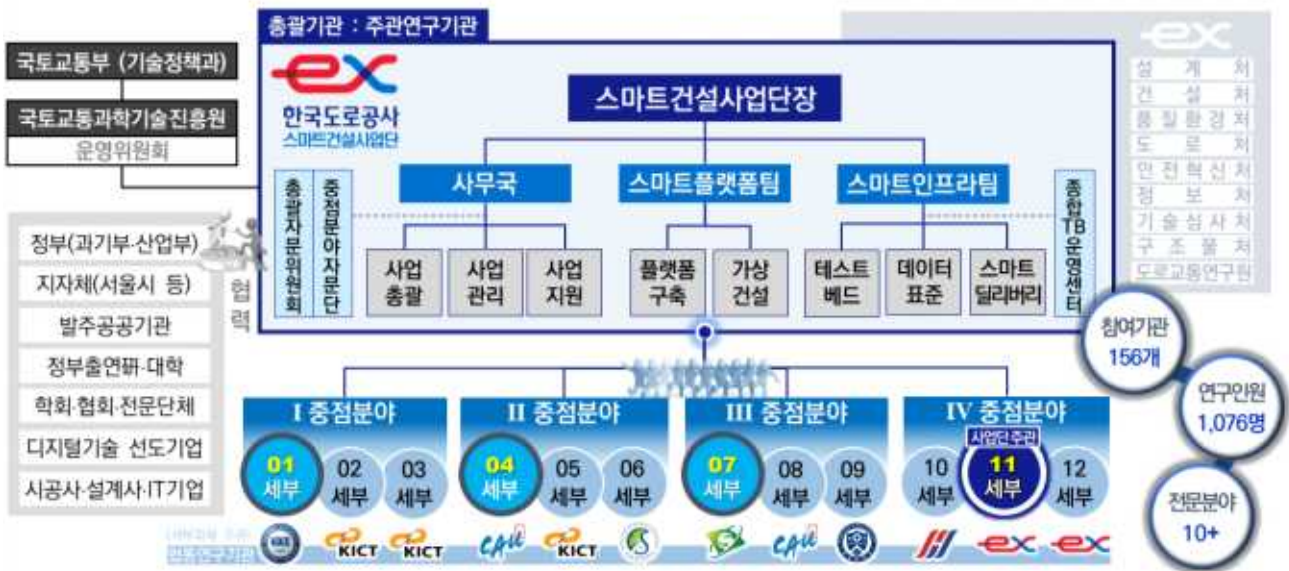 총괄기관 : 주관연구기관
국토교통부 (기술정책과)
국토교통과학기술진흥원
운영위원회
ex
한국도로공사
스마트건설사업단
스마트건설사업단장
사무국
스마트플랫폼팀
스마트인프라팀
총괄자문위원회
중점분야자문단
사업
총괄
사업
관리
사업
지원
플랫폼
구축
가상
건설
테스트
베드
데이터
표준
스마트
딜리버리
종합TB운영센터
ex
설계처
건설처
품질환경처
도로처
안전혁신처
정보처
기술심사처
구조물처
도로교통연구원
정부(과기부·산업부)
지자체(서울시 등)
발주공공기관
정부출연硏·대학
학회·협회·전문단체
디지털기술 선도기업
시공사·설계사·IT기업
협력
참여기관
156개
연구인원
1,076명
전문분야
10+
I 중점분야
01
세부
02
세부
03
세부
II 중점분야
04
세부
05
세부
06
세부
III 중점분야
07
세부
08
세부
09
세부
IV 중점분야
사업단 주관
10
세부
11
세부
12
세부
KICT
KICT
CAU
KICT
CAU
ex
ex